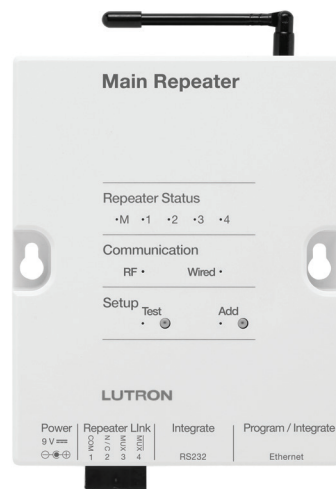 Main Repeater
Repeater Status
•M •1 •2 •3 •4
Communication
RF • Wired •
Setup Test Add
LUTRON
Power Repeater LInk Integrate Program / Integrate
9 V
COM N / C MUX MUX
1 2 3 4 RS232 Ethernet